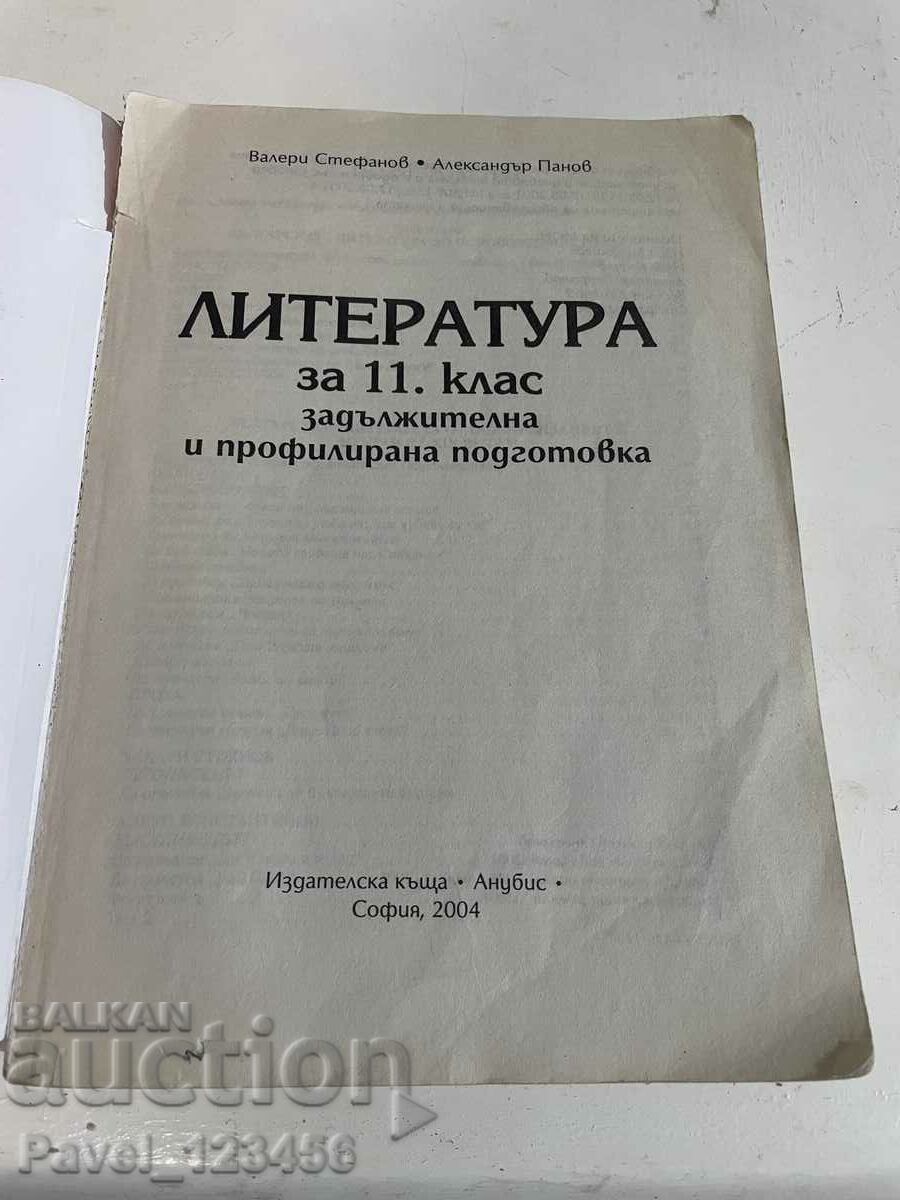 Валери Стефанов • Александър Панов
ЛИТЕРАТУРА
за 11. клас
задължителна
и профилирана подготовка
Издателска къща • Анубис •
София, 2004
BALKAN
auction
Pavel_123456